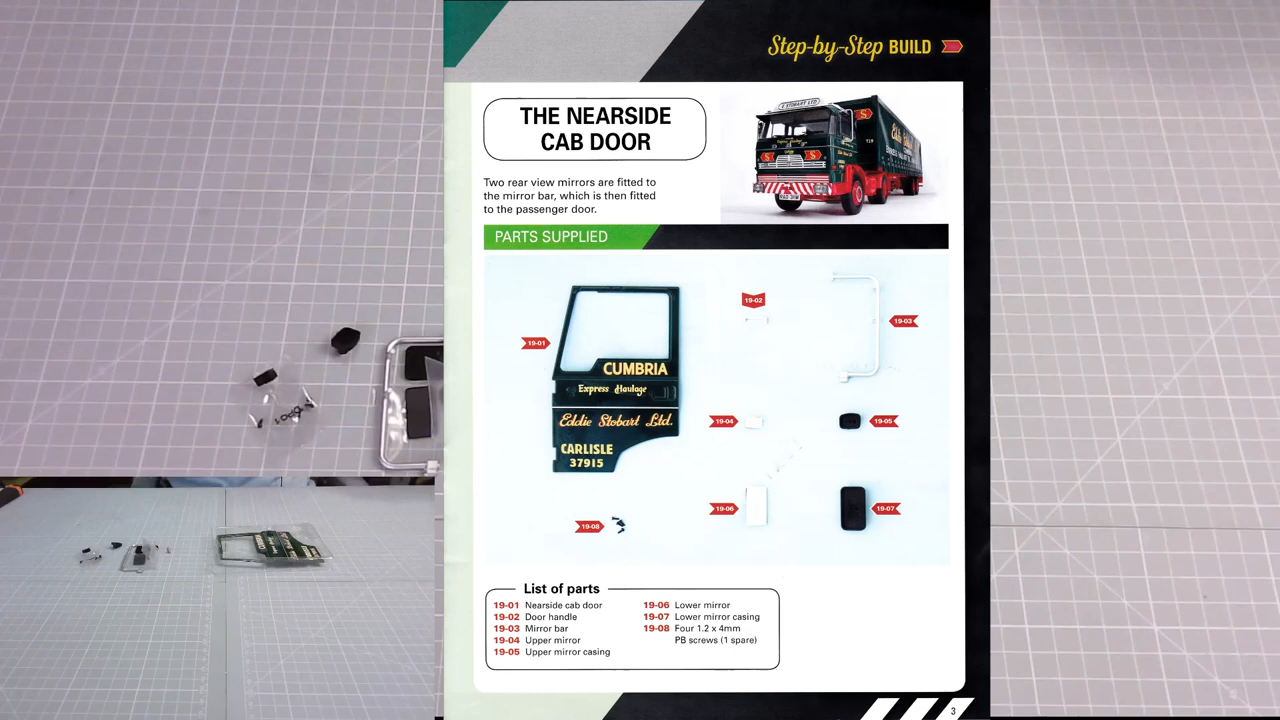 Step-by-Step BUILD
THE NEARSIDE
CAB DOOR
E STOBART LTD
S
Two rear view mirrors are fitted to
the mirror bar, which is then fitted
to the passenger door.
S
S
PARTS SUPPLIED
19-02
19-01
19-03
CUMBRIA
Express Haulage
Eddie Stobart Ltd.
19-04
19-05
CARLISLE
37915
19-06
19-07
19-08
List of parts
19-01 Nearside cab door
19-02 Door handle
19-03 Mirror bar
19-04 Upper mirror
19-05 Upper mirror casing
19-06 Lower mirror
19-07 Lower mirror casing
19-08 Four 1.2 x 4mm
PB screws (1 spare)
3